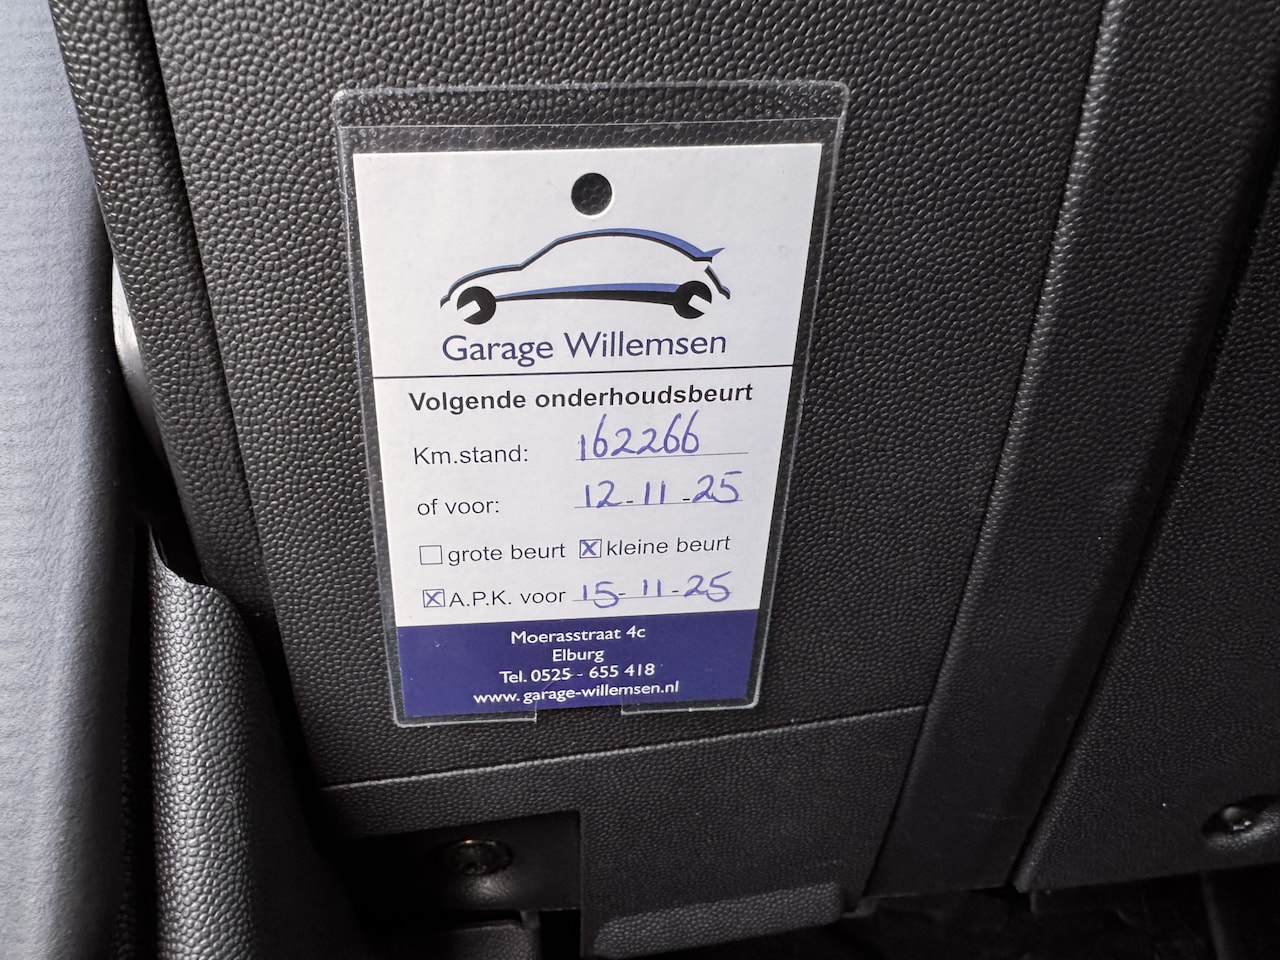 Garage Willemsen
Volgende onderhoudsbeurt
Km.stand: 162266
of voor: 12-11-25
grote beurt kleine beurt
A.P.K. voor 15-11-25
Moerasstraat 4c
Elburg
Tel. 0525 - 655 418
www.garage-willemsen.nl